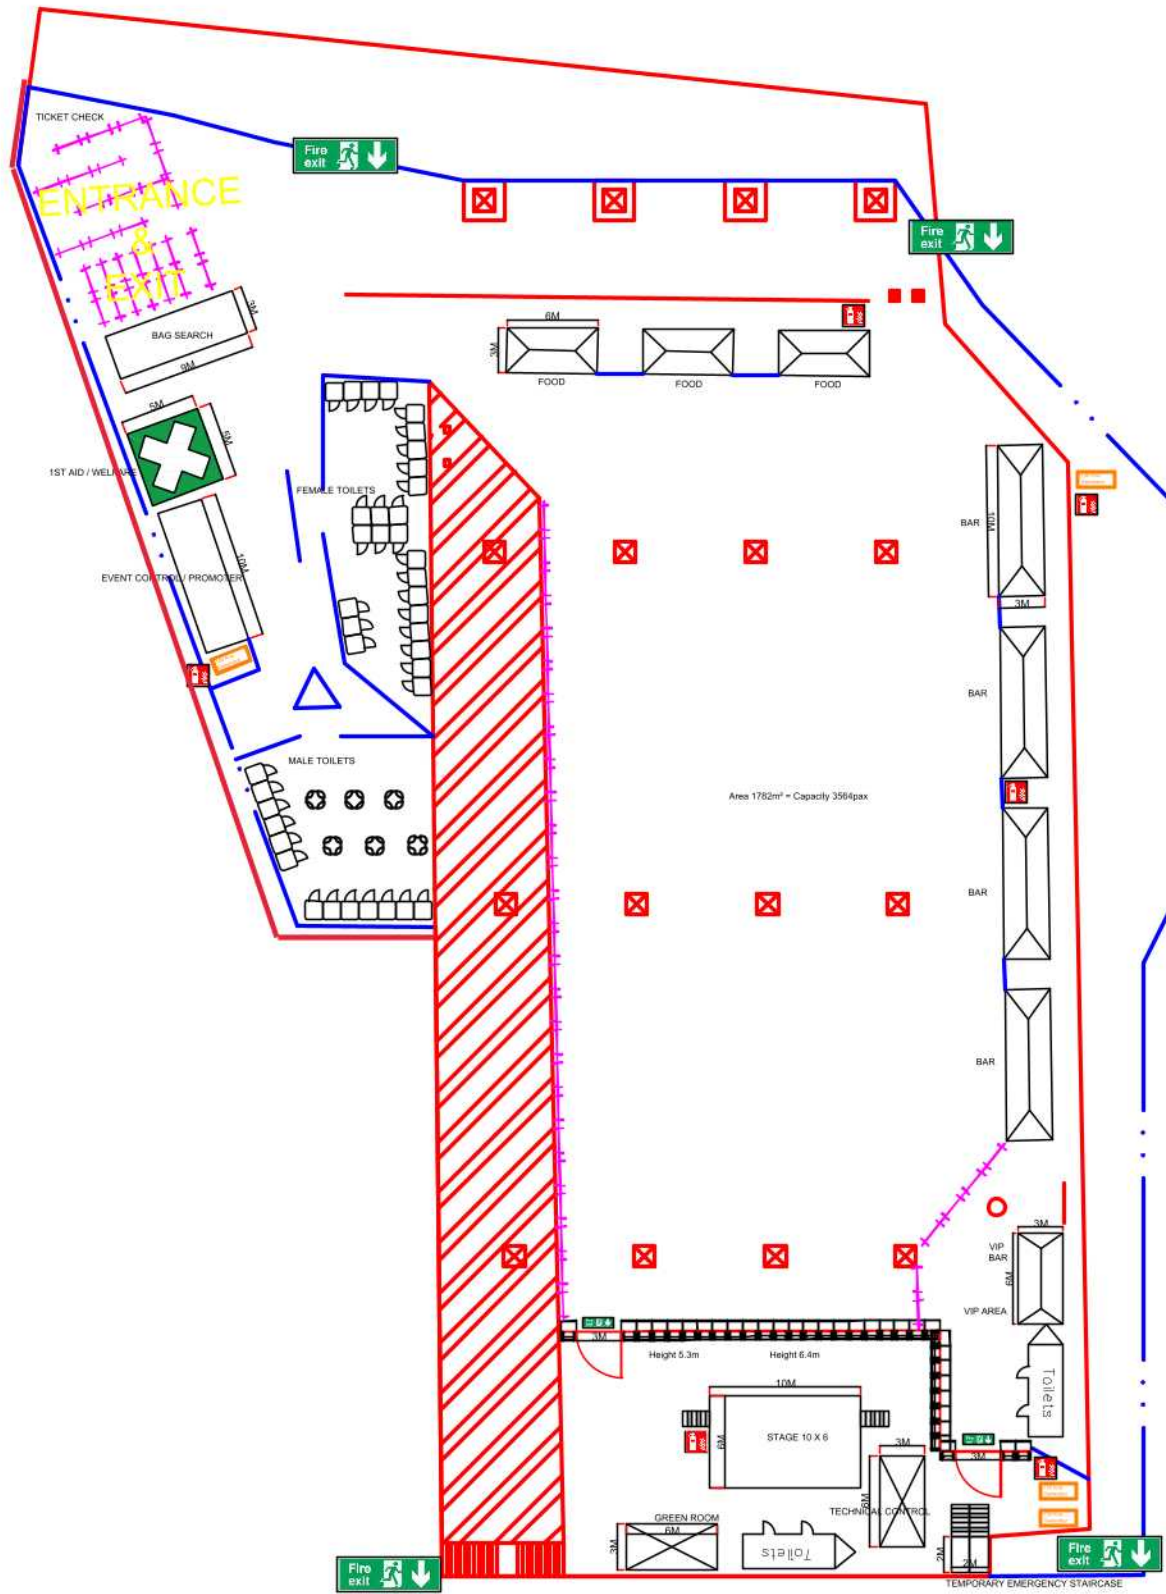 TICKET CHECK
Fire
exit
ENTRANCE
&
EXIT
Fire
exit
3M
BAG SEARCH
9M
6M
3M
FOOD
FOOD
FOOD
5M
5M
1ST AID / WELFARE
FEMALE TOILETS
BAR
10M
3M
10M
EVENT CONTROL / PROMOTER
BAR
MALE TOILETS
Area 1782m² = Capacity 3564pax
BAR
BAR
3M
VIP
BAR
6M
VIP AREA
3M
Height 5.3m
Height 6.4m
Toilets
10M
6M
STAGE 10 X 6
3M
3M
6M
TECHNICAL CONTROL
GREEN ROOM
6M
3M
Toilets
2M
2M
Fire
exit
Fire
exit
TEMPORARY EMERGENCY STAIRCASE